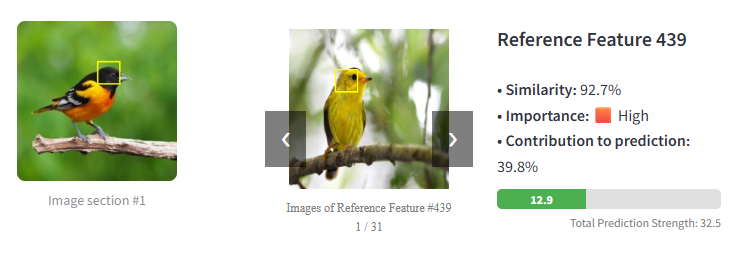 Reference Feature 439
• Similarity: 92.7%
• Importance: 🟥 High
• Contribution to prediction:
39.8%
12.9
Total Prediction Strength: 32.5
Image section #1
❮
❯
Images of Reference Feature #439
1 / 31